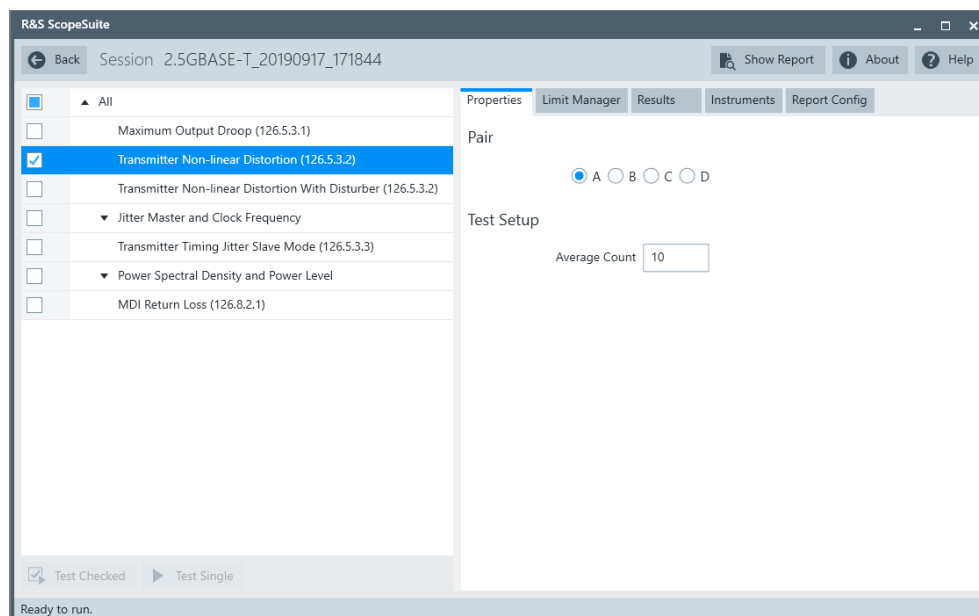 R&S ScopeSuite
Back Session 2.5GBASE-T_20190917_171844 Show Report About Help
All
Maximum Output Droop (126.5.3.1)
Transmitter Non-linear Distortion (126.5.3.2)
Transmitter Non-linear Distortion With Disturber (126.5.3.2)
Jitter Master and Clock Frequency
Transmitter Timing Jitter Slave Mode (126.5.3.3)
Power Spectral Density and Power Level
MDI Return Loss (126.8.2.1)
Test Checked Test Single
Properties Limit Manager Results Instruments Report Config
Pair
A B C D
Test Setup
Average Count 10
Ready to run.